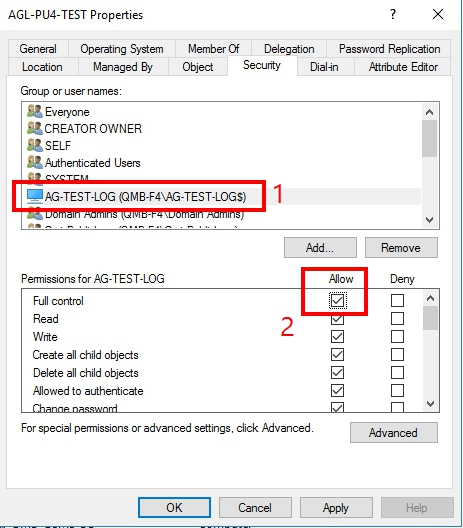 AGL-PU4-TEST Properties
?
General Operating System Member Of Delegation Password Replication
Location Managed By Object Security Dial-in Attribute Editor
Group or user names:
Everyone
CREATOR OWNER
SELF
Authenticated Users
SYSTEM
AG-TEST-LOG (QMB-F4\AG-TEST-LOG$) 1
Domain Admins (QMB-F4\Domain Admins)
Add... Remove
Permissions for AG-TEST-LOG Allow Deny
Full control
Read
2
Write
Create all child objects
Delete all child objects
Allowed to authenticate
Change password
For special permissions or advanced settings, click Advanced. Advanced
OK Cancel Apply Help